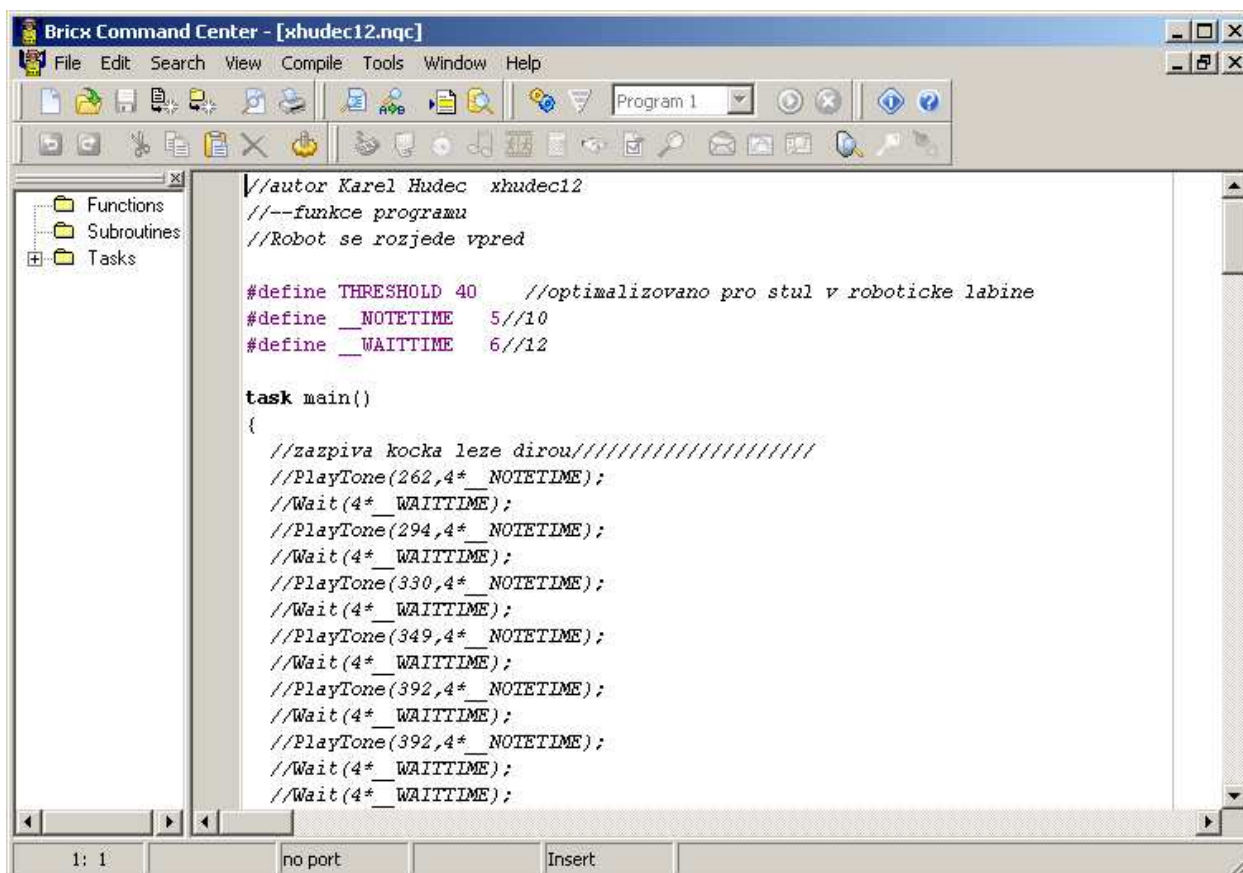 Bricx Command Center - [xhudec12.nqc]
File Edit Search View Compile Tools Window Help
Program 1
Functions
Subroutines
Tasks
//autor Karel Hudec  xhudec12
//--funkce programu
//Robot se rozjede vpred
#define THRESHOLD 40    //optimalizovano pro stul v roboticke labine
#define __NOTETIME   5//10
#define __WAITTIME   6//12
task main()
{
//zazpiva kocka leze dirou/////////////////////
//PlayTone(262,4*__NOTETIME);
//Wait(4*__WAITTIME);
//PlayTone(294,4*__NOTETIME);
//Wait(4*__WAITTIME);
//PlayTone(330,4*__NOTETIME);
//Wait(4*__WAITTIME);
//PlayTone(349,4*__NOTETIME);
//Wait(4*__WAITTIME);
//PlayTone(392,4*__NOTETIME);
//Wait(4*__WAITTIME);
//PlayTone(392,4*__NOTETIME);
//Wait(4*__WAITTIME);
//Wait(4*__WAITTIME);
1: 1 no port Insert